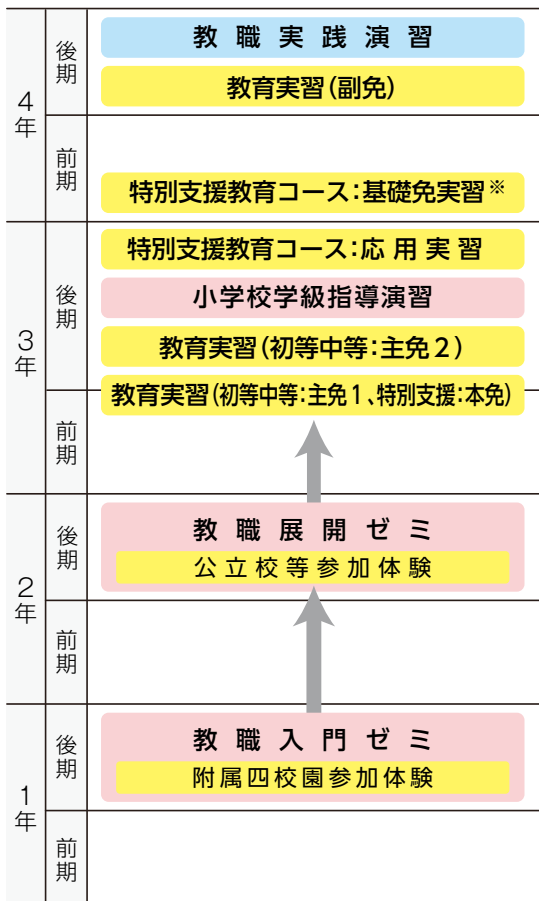 4年
後期
教職実践演習
教育実習(副免)
前期
特別支援教育コース:基礎免実習※
3年
後期
特別支援教育コース:応用実習
小学校学級指導演習
教育実習(初等中等:主免2)
教育実習(初等中等:主免1、特別支援:本免)
前期
2年
後期
教職展開ゼミ
公立校等参加体験
前期
1年
後期
教職入門ゼミ
附属四校園参加体験
前期